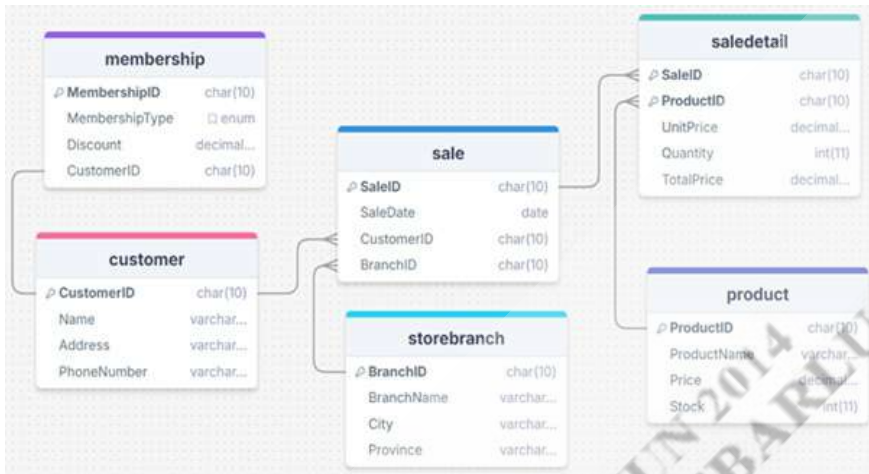 membership
MembershipID char(10)
MembershipType enum
Discount decimal...
CustomerID char(10)
customer
CustomerID char(10)
Name varchar...
Address varchar...
PhoneNumber varchar...
sale
SaleID char(10)
SaleDate date
CustomerID char(10)
BranchID char(10)
storebranch
BranchID char(10)
BranchName varchar...
City varchar...
Province varchar...
saledetail
SaleID char(10)
ProductID char(10)
UnitPrice decimal...
Quantity int(11)
TotalPrice decimal...
product
ProductID char(10)
ProductName varchar...
Price decimal...
Stock int(11)
2014